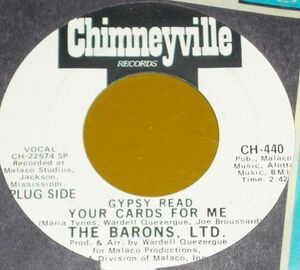 Chimneyville
RECORDS
VOCAL
CH-22574 SP
Recorded at
Malaco Studios,
Jackson,
Mississippi.
PLUG SIDE
CH-440
Pub., Malaco
Music, Alotta
Music, BMI
Time: 2:42
GYPSY READ
YOUR CARDS FOR ME
(Maria Tynes, Wardell Quezergue, Joe Broussard)
THE BARONS, LTD.
Prod. & Arr. by Wardell Quezergue
for Malaco Productions,
A Division of Malaco, Inc.